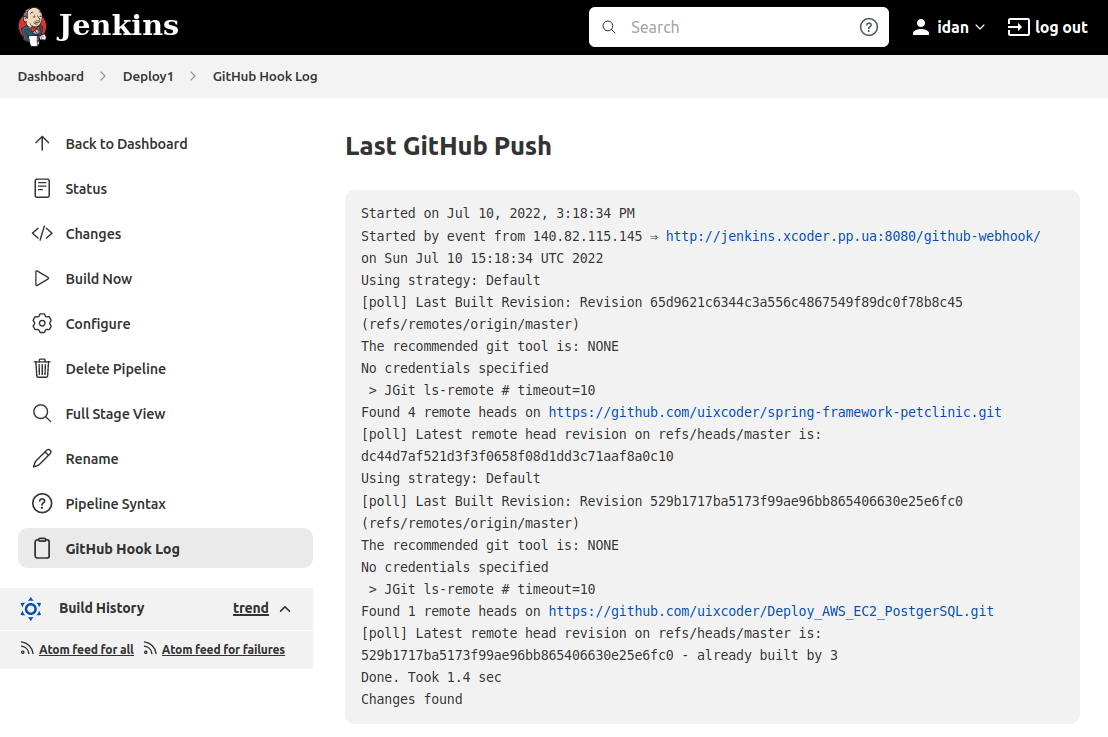 Jenkins
Search
idan
log out
Dashboard > Deploy1 > GitHub Hook Log
Back to Dashboard
Status
Changes
Build Now
Configure
Delete Pipeline
Full Stage View
Rename
Pipeline Syntax
GitHub Hook Log
Build History
trend
Atom feed for all
Atom feed for failures
Last GitHub Push
Started on Jul 10, 2022, 3:18:34 PM
Started by event from 140.82.115.145 ⇒ http://jenkins.xcoder.pp.ua:8080/github-webhook/
on Sun Jul 10 15:18:34 UTC 2022
Using strategy: Default
[poll] Last Built Revision: Revision 65d9621c6344c3a556c4867549f89dc0f78b8c45
(refs/remotes/origin/master)
The recommended git tool is: NONE
No credentials specified
> JGit ls-remote # timeout=10
Found 4 remote heads on https://github.com/uixcoder/spring-framework-petclinic.git
[poll] Latest remote head revision on refs/heads/master is:
dc44d7af521d3f3f0658f08d1dd3c71aaf8a0c10
Using strategy: Default
[poll] Last Built Revision: Revision 529b1717ba5173f99ae96bb865406630e25e6fc0
(refs/remotes/origin/master)
The recommended git tool is: NONE
No credentials specified
> JGit ls-remote # timeout=10
Found 1 remote heads on https://github.com/uixcoder/Deploy_AWS_EC2_PostgerSQL.git
[poll] Latest remote head revision on refs/heads/master is:
529b1717ba5173f99ae96bb865406630e25e6fc0 - already built by 3
Done. Took 1.4 sec
Changes found